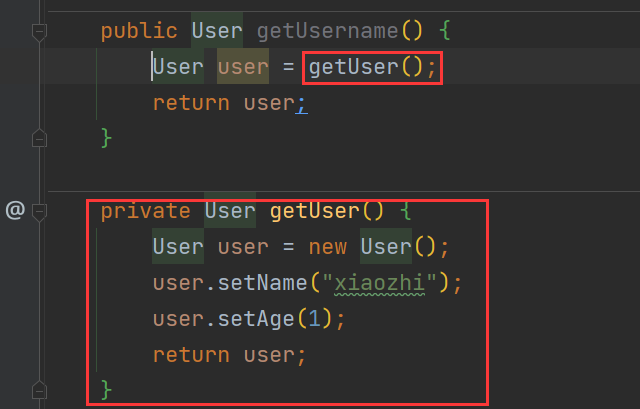 public User getUsername() {
User user = getUser();
return user;
}
@ private User getUser() {
User user = new User();
user.setName("xiaozhi");
user.setAge(1);
return user;
}